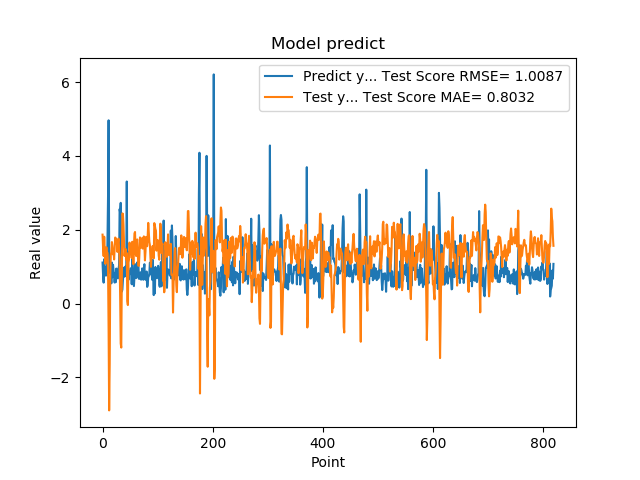 Model predict
Predict y... Test Score RMSE= 1.0087
Test y... Test Score MAE= 0.8032
6
4
2
0
−2
Real value
0 200 400 600 800
Point